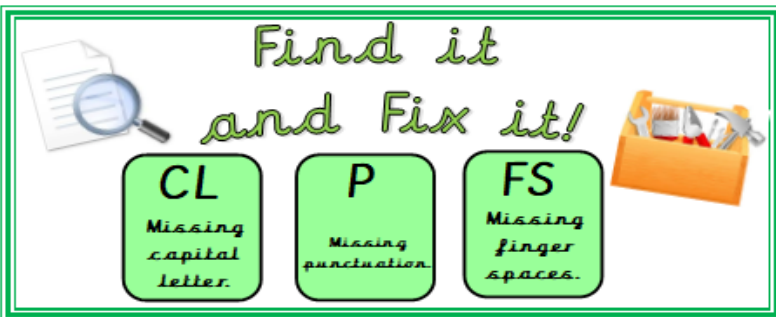 Find it
and Fix it!
CL
Missing
capital
letter.
P
Missing
punctuation.
FS
Missing
finger
spaces.